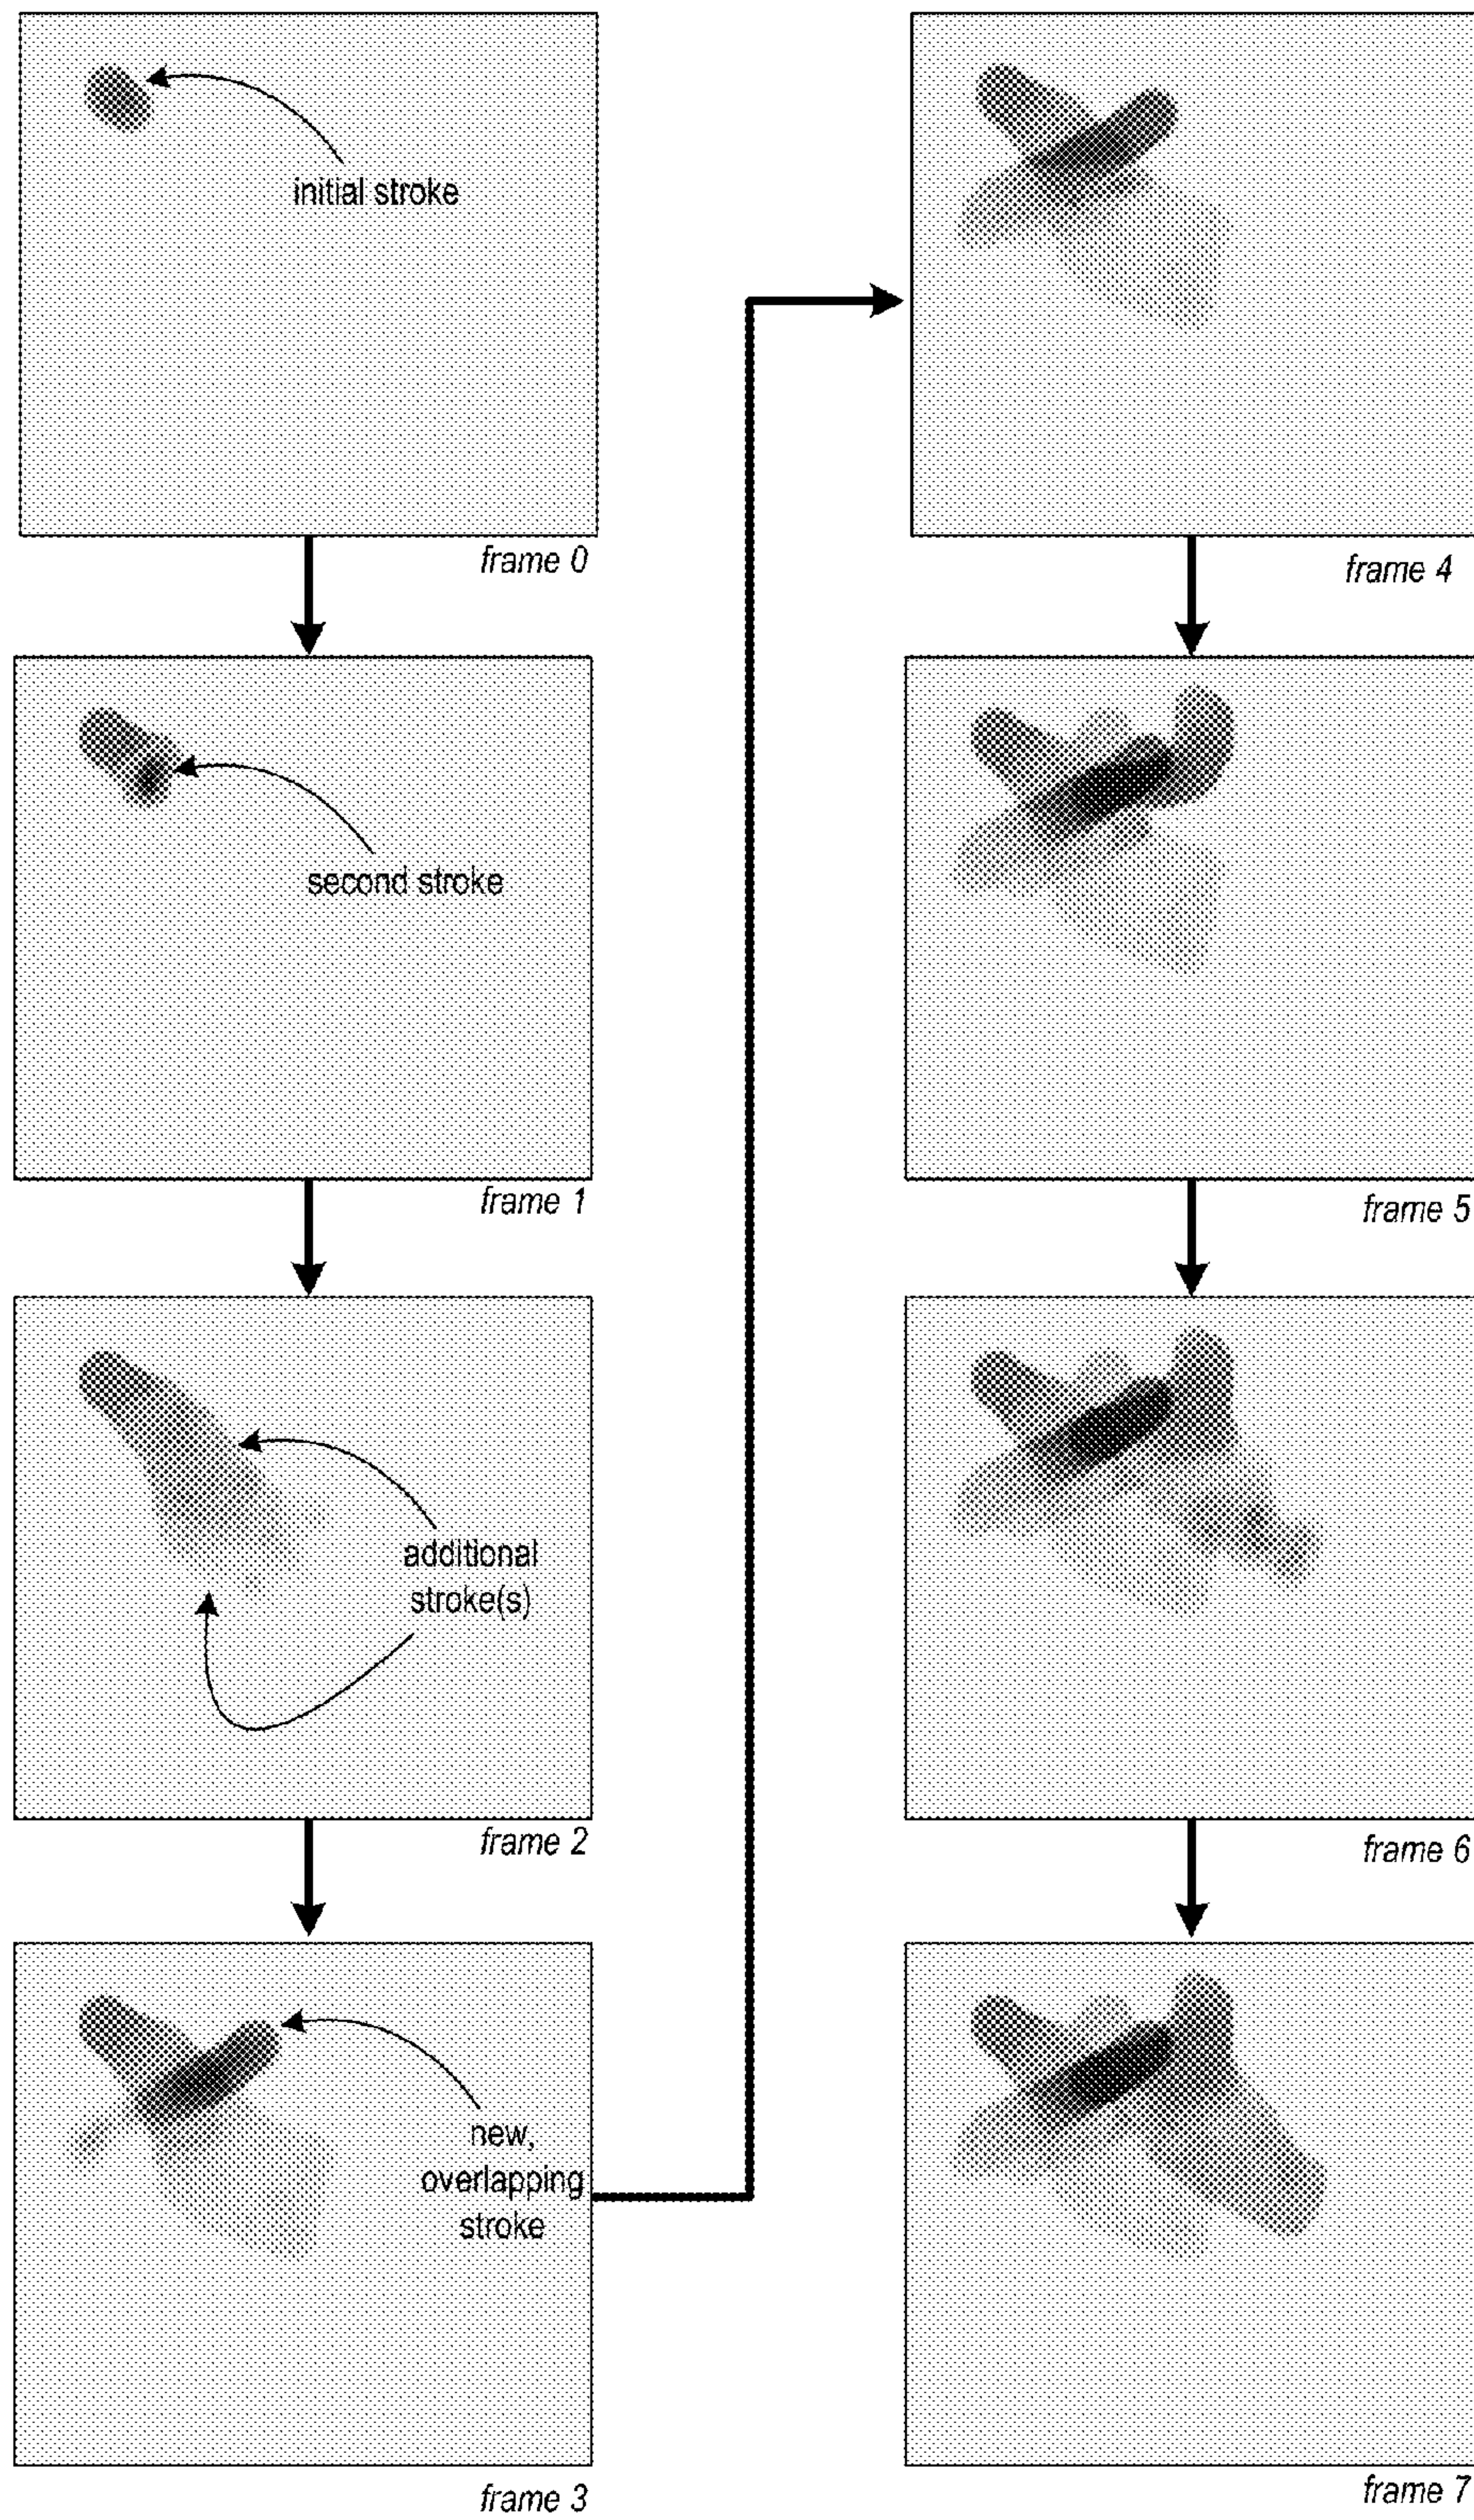 initial stroke
frame 0
second stroke
frame 1
additional
stroke(s)
frame 2
new,
overlapping
stroke
frame 3
frame 4
frame 5
frame 6
frame 7